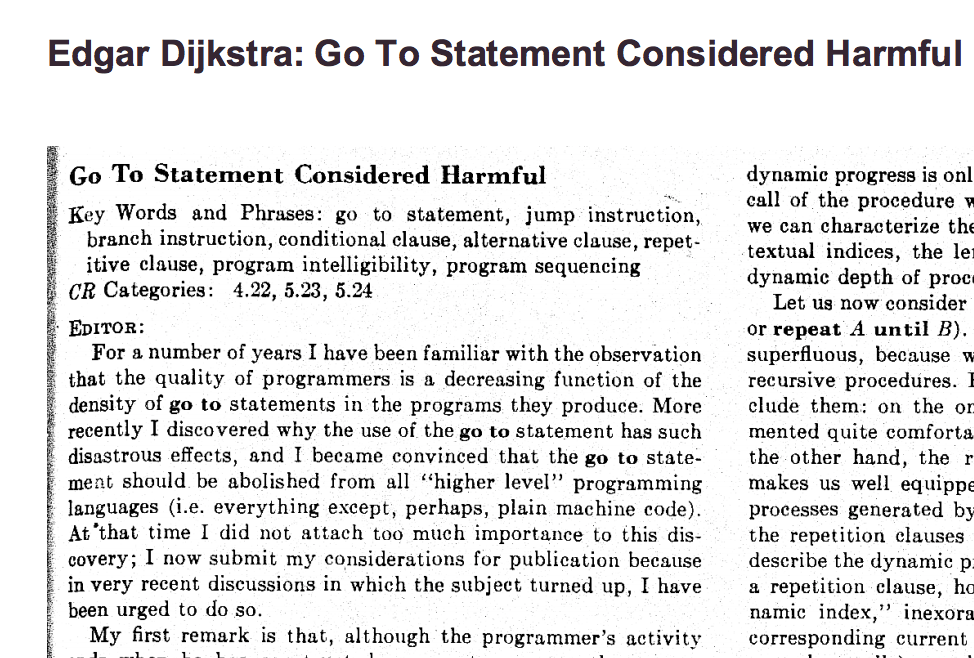 Edgar Dijkstra: Go To Statement Considered Harmful
Go To Statement Considered Harmful
Key Words and Phrases: go to statement, jump instruction,
branch instruction, conditional clause, alternative clause, repet-
itive clause, program intelligibility, program sequencing
CR Categories: 4.22, 5.23, 5.24
EDITOR:
For a number of years I have been familiar with the observation
that the quality of programmers is a decreasing function of the
density of go to statements in the programs they produce. More
recently I discovered why the use of the go to statement has such
disastrous effects, and I became convinced that the go to state-
ment should be abolished from all “higher level” programming
languages (i.e. everything except, perhaps, plain machine code).
At that time I did not attach too much importance to this dis-
covery; I now submit my considerations for publication because
in very recent discussions in which the subject turned up, I have
been urged to do so.
My first remark is that, although the programmer's activity
dynamic progress is onl
call of the procedure w
we can characterize the
textual indices, the le
dynamic depth of proc
Let us now consider
or repeat A until B).
superfluous, because w
recursive procedures.
clude them: on the o
mented quite comforta
the other hand, the r
makes us well equippe
processes generated by
the repetition clauses
describe the dynamic p
a repetition clause, ho
namic index,” inexora
corresponding current